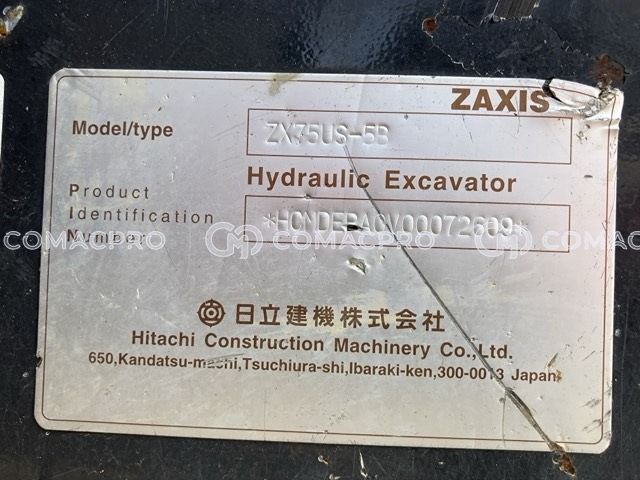 ZAXIS
Model/type ZX75US-5B
Hydraulic Excavator
Product
Identification
Number
COMACPRO COMACPRO COMACPRO
日立建機株式会社
Hitachi Construction Machinery Co.,Ltd.
650,Kandatsu-machi,Tsuchiura-shi,Ibaraki-ken,300-0013 Japan